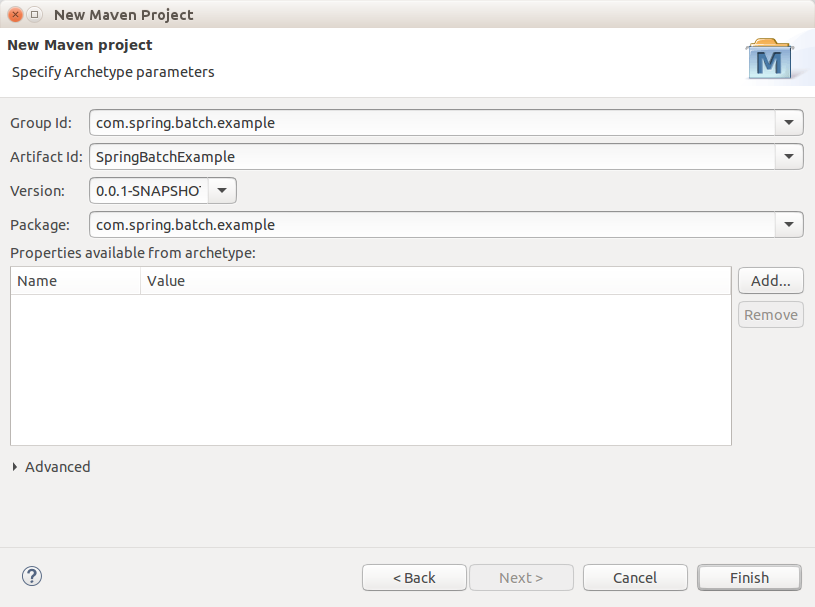 New Maven Project
New Maven project
Specify Archetype parameters
M
Group Id: com.spring.batch.example
Artifact Id: SpringBatchExample
Version: 0.0.1-SNAPSHO
Package: com.spring.batch.example
Properties available from archetype:
Name Value Add...
Remove
Advanced
? < Back Next > Cancel Finish